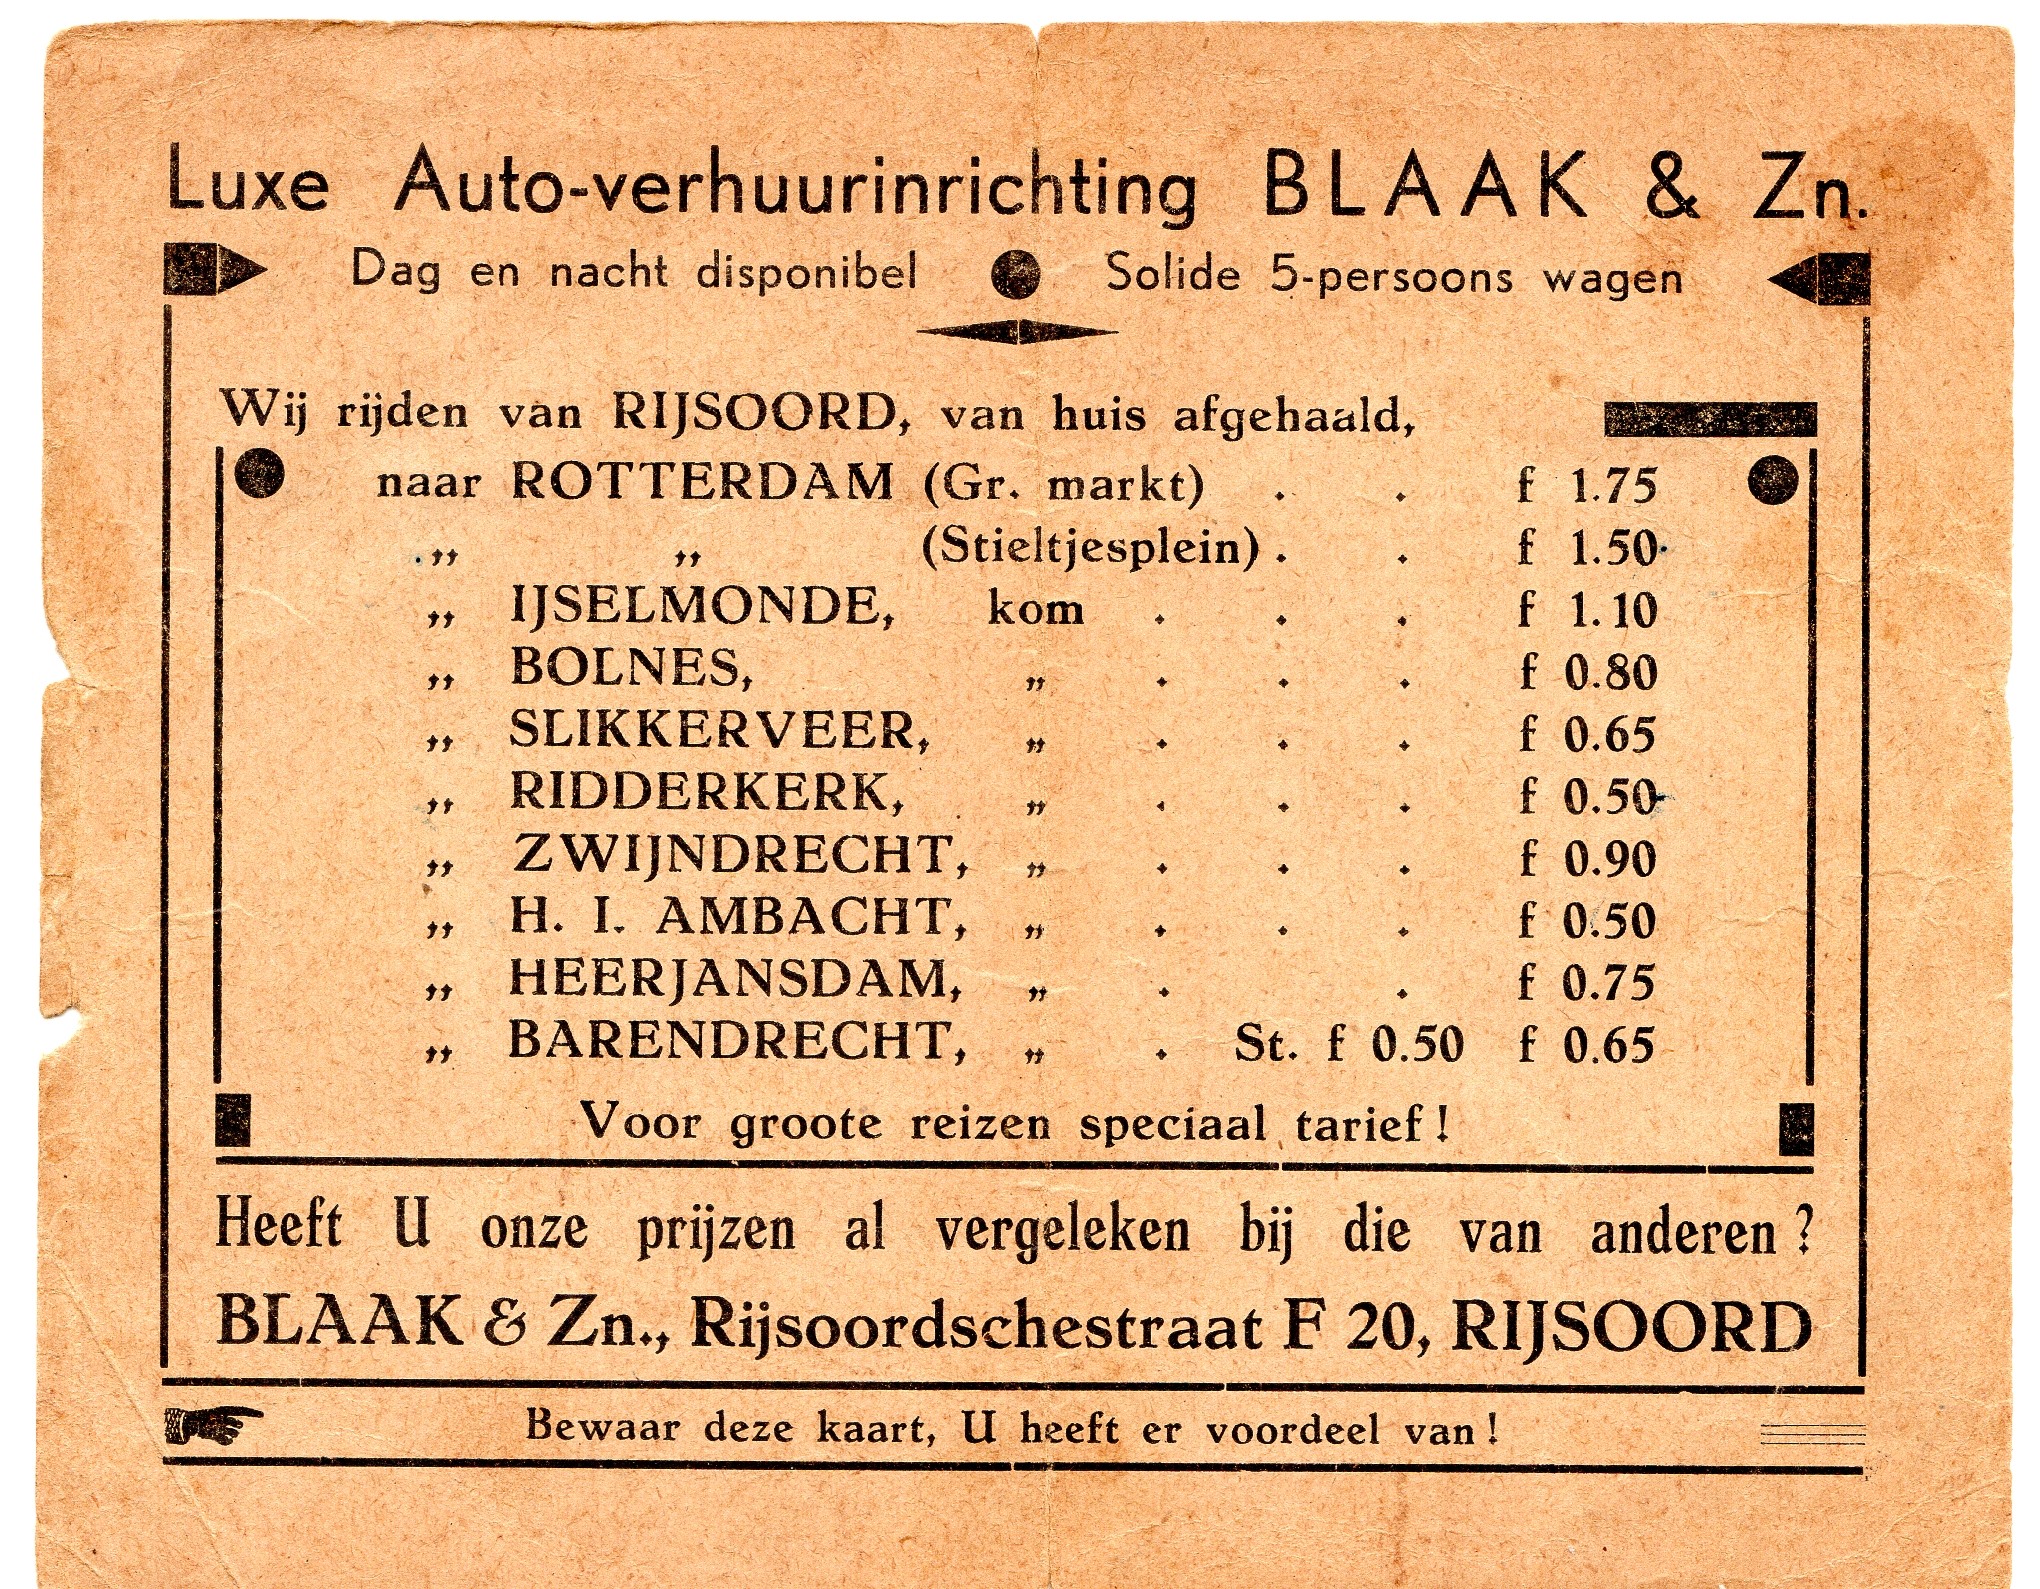 Luxe Auto-verhuurinrichting BLAAK & Zn.
Dag en nacht disponibel ● Solide 5-persoons wagen
Wij rijden van RIJSOORD, van huis afgehaald,
naar ROTTERDAM (Gr. markt) . . f 1.75
„ „ (Stieltjesplein) . . f 1.50
„ IJSELMONDE, kom . . . f 1.10
„ BOLNES, „ . . . f 0.80
„ SLIKKERVEER, „ . . . f 0.65
„ RIDDERKERK, „ . . . f 0.50
„ ZWIJNDRECHT, „ . . . f 0.90
„ H. I. AMBACHT, „ . . . f 0.50
„ HEERJANSDAM, „ . . f 0.75
„ BARENDRECHT, „ . St. f 0.50 f 0.65
Voor groote reizen speciaal tarief!
Heeft U onze prijzen al vergeleken bij die van anderen?
BLAAK & Zn., Rijsoordschestraat F 20, RIJSOORD
Bewaar deze kaart, U heeft er voordeel van!